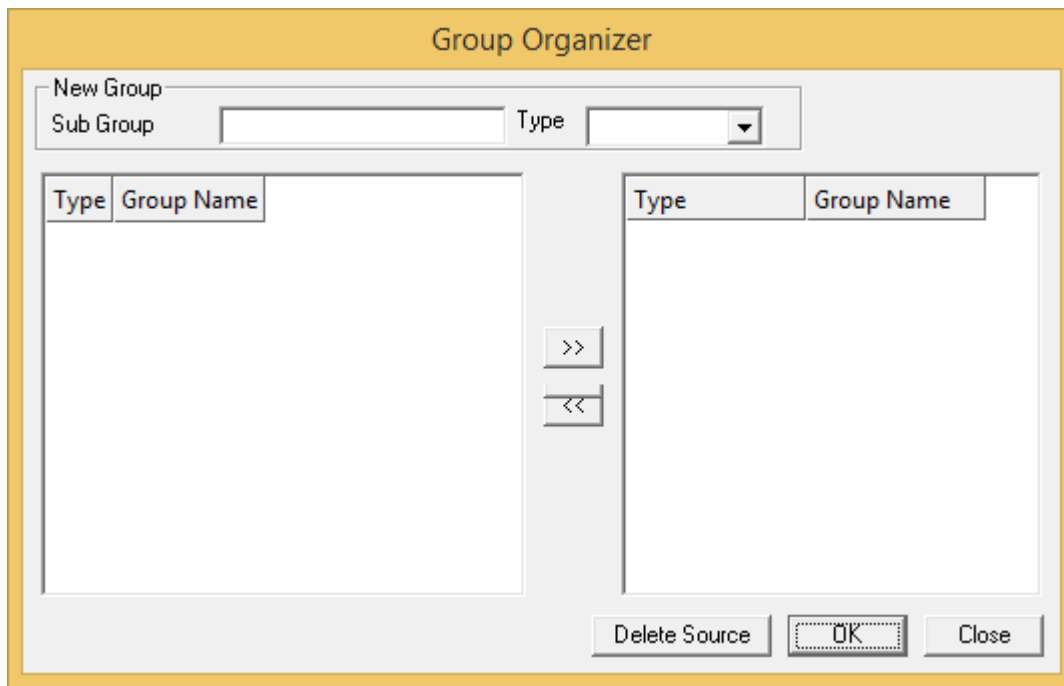 Group Organizer
New Group
Sub Group Type
Type Group Name Type Group Name
>>
<<
Delete Source OK Close